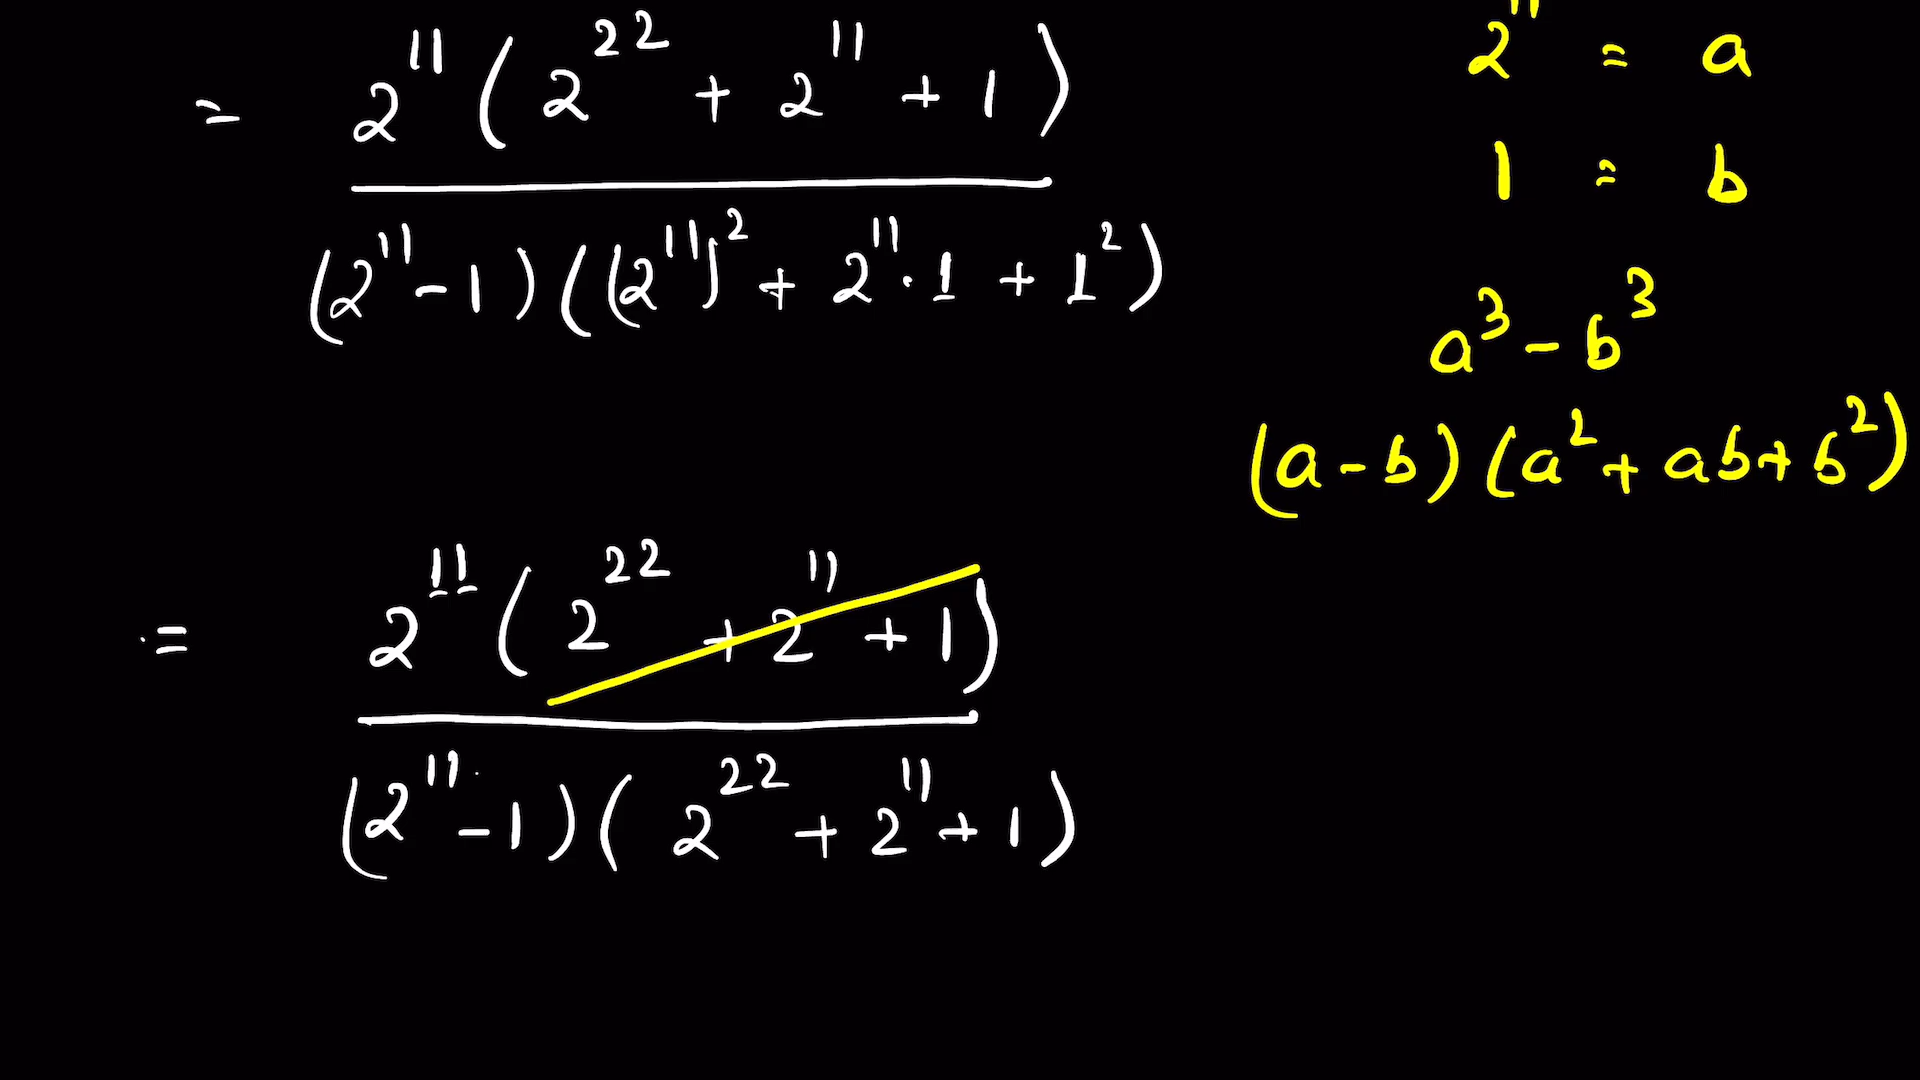 = 2^11 ( 2^22 + 2^11 + 1 )
(2^11 - 1) ( (2^11)^2 + 2^11 . 1 + 1^2 )
2^11 = a
1 = b
a^3 - b^3
(a - b) (a^2 + ab + b^2)
= 2^11 ( 2^22 + 2^11 + 1 )
(2^11 - 1) ( 2^22 + 2^11 + 1 )